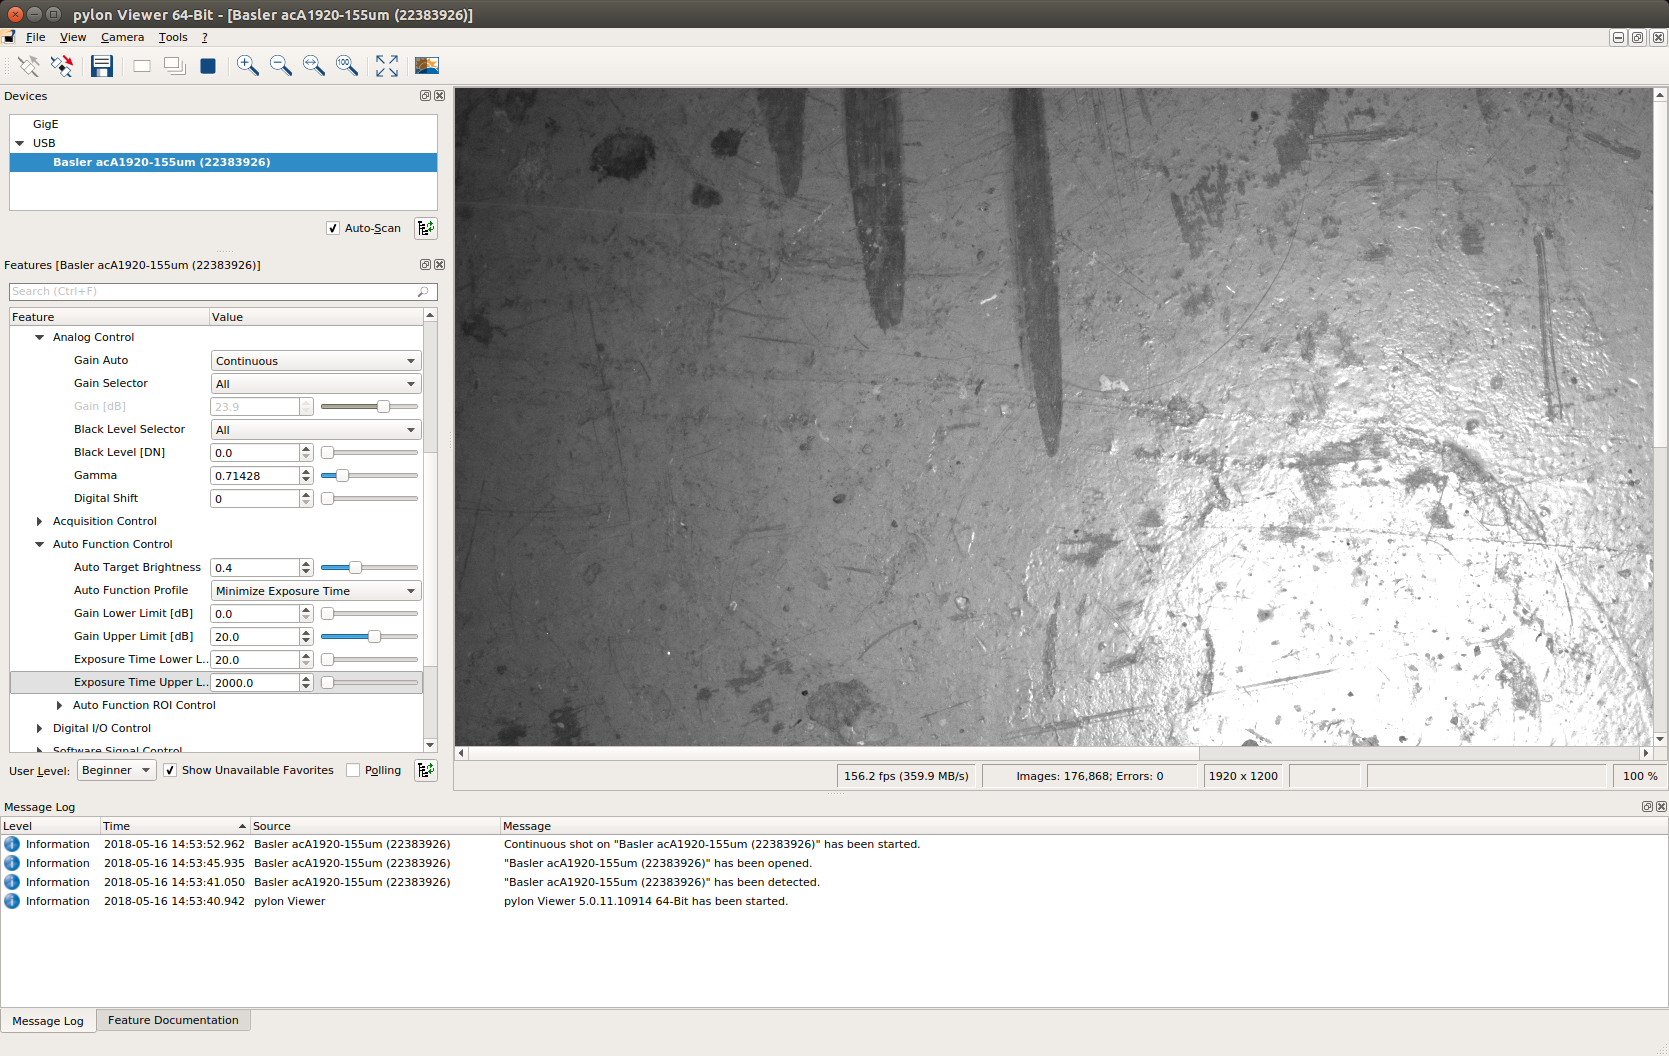 pylon Viewer 64-Bit - [Basler acA1920-155um (22383926)]
File View Camera Tools ?
100
Devices
GigE
USB
Basler acA1920-155um (22383926)
Auto-Scan
Features [Basler acA1920-155um (22383926)]
Search (Ctrl+F)
Feature Value
Analog Control
Gain Auto Continuous
Gain Selector All
Gain [dB] 23.9
Black Level Selector All
Black Level [DN] 0.0
Gamma 0.71428
Digital Shift 0
Acquisition Control
Auto Function Control
Auto Target Brightness 0.4
Auto Function Profile Minimize Exposure Time
Gain Lower Limit [dB] 0.0
Gain Upper Limit [dB] 20.0
Exposure Time Lower L... 20.0
Exposure Time Upper L... 2000.0
Auto Function ROI Control
Digital I/O Control
Software Signal Control
User Level: Beginner Show Unavailable Favorites Polling
156.2 fps (359.9 MB/s) Images: 176,868; Errors: 0 1920 x 1200 100 %
Message Log
Level Time Source Message
Information 2018-05-16 14:53:52.962 Basler acA1920-155um (22383926) Continuous shot on "Basler acA1920-155um (22383926)" has been started.
Information 2018-05-16 14:53:45.935 Basler acA1920-155um (22383926) "Basler acA1920-155um (22383926)" has been opened.
Information 2018-05-16 14:53:41.050 Basler acA1920-155um (22383926) "Basler acA1920-155um (22383926)" has been detected.
Information 2018-05-16 14:53:40.942 pylon Viewer pylon Viewer 5.0.11.10914 64-Bit has been started.
Message Log Feature Documentation